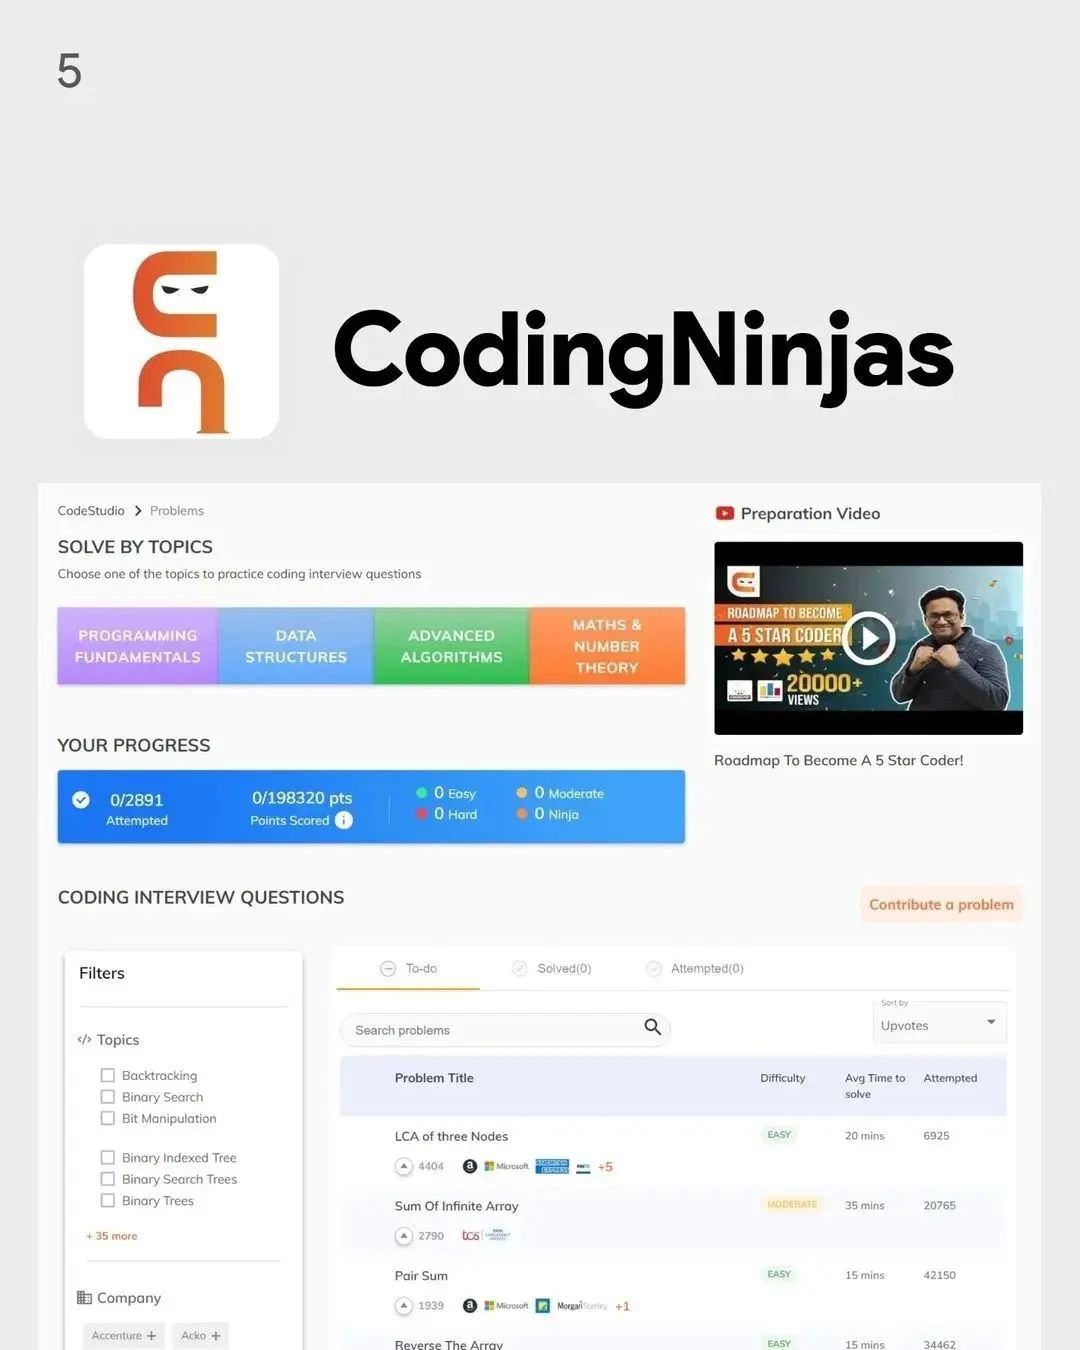 5
CodingNinjas
CodeStudio > Problems
SOLVE BY TOPICS
Choose one of the topics to practice coding interview questions
PROGRAMMING
FUNDAMENTALS
DATA
STRUCTURES
ADVANCED
ALGORITHMS
MATHS &
NUMBER
THEORY
Preparation Video
ROADMAP TO BECOME
A 5 STAR CODER
20000+
VIEWS
Roadmap To Become A 5 Star Coder!
YOUR PROGRESS
0/2891
Attempted
0/198320 pts
Points Scored
0 Easy
0 Moderate
0 Hard
0 Ninja
CODING INTERVIEW QUESTIONS
Contribute a problem
Filters
</> Topics
Backtracking
Binary Search
Bit Manipulation
Binary Indexed Tree
Binary Search Trees
Binary Trees
+ 35 more
Company
Accenture +
Acko +
To-do
Solved(0)
Attempted(0)
Search problems
Sort by
Upvotes
Problem Title
Difficulty
Avg Time to
solve
Attempted
LCA of three Nodes
EASY
20 mins
6925
4404 a Microsoft AMERICAN EXPRESS +5
Sum Of Infinite Array
MODERATE
35 mins
20765
2790 tcs
Pair Sum
EASY
15 mins
42150
1939 a Microsoft Morgan Stanley +1
Reverse The Array
EASY
15 mins
34462